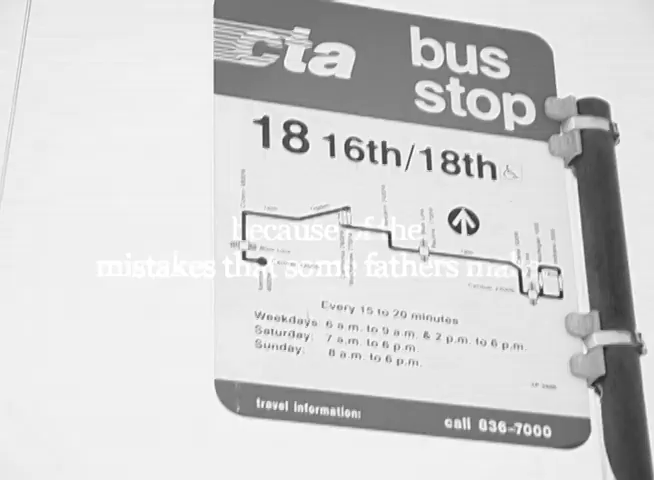 cta
bus
stop
18 16th/18th
because of the
mistakes that some fathers make
Every 15 to 20 minutes
Weekdays: 6 a.m. to 9 a.m. & 2 p.m. to 6 p.m.
Saturday: 7 a.m. to 6 p.m.
Sunday: 8 a.m. to 6 p.m.
travel information:
call 836-7000